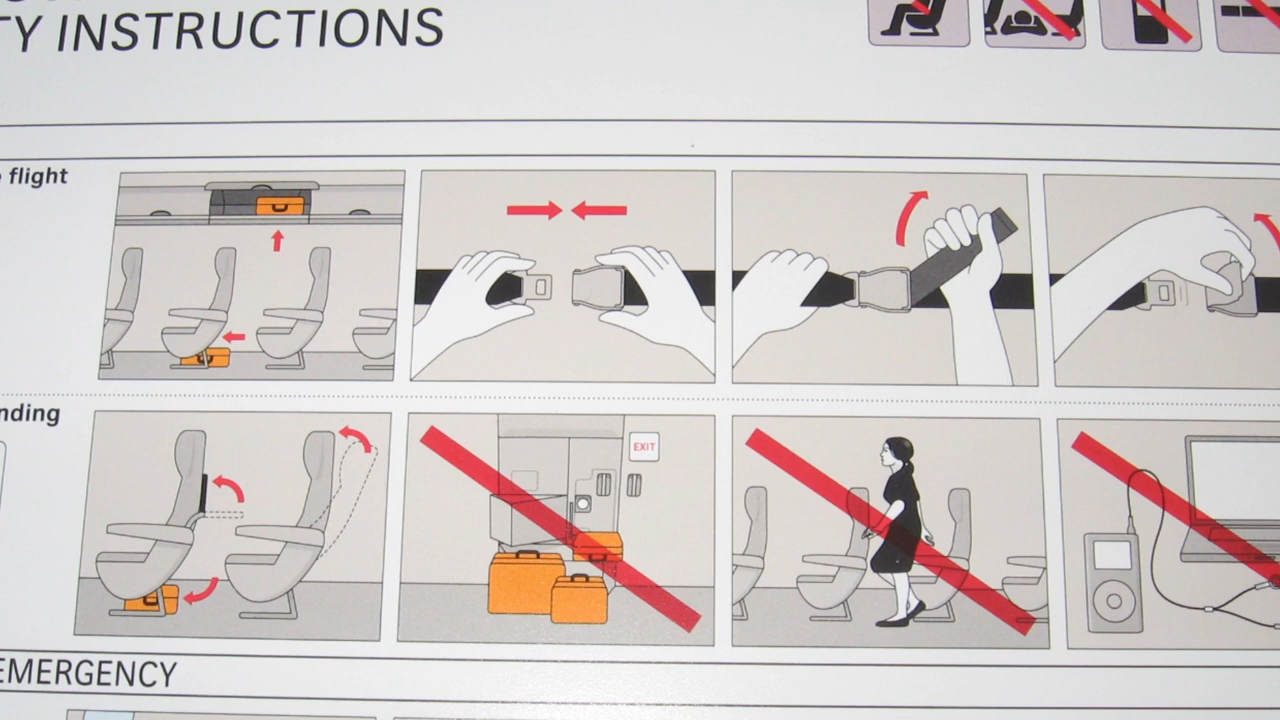 TY INSTRUCTIONS
e flight
nding
EXIT
EMERGENCY